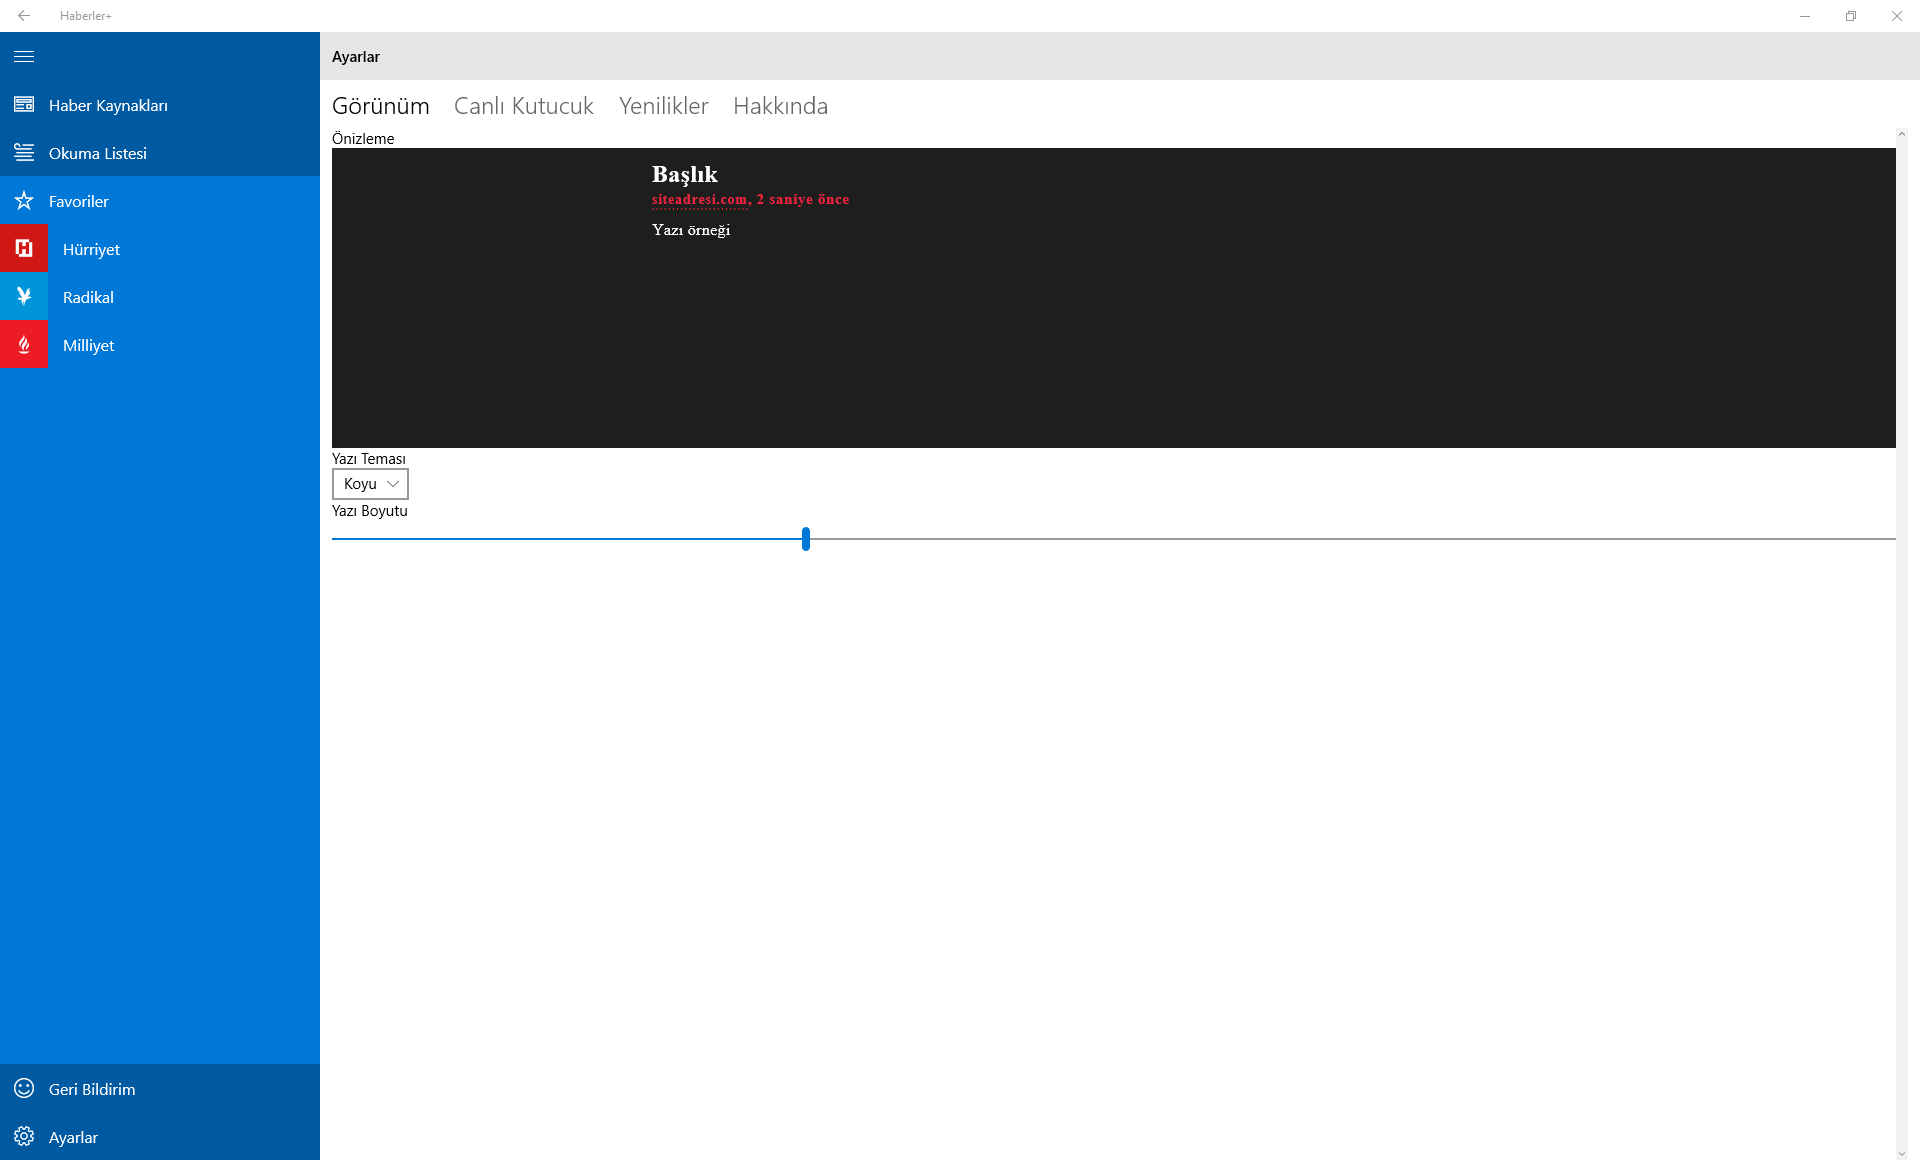 Haberler+
Haber Kaynakları
Okuma Listesi
Favoriler
Hürriyet
Radikal
Milliyet
Geri Bildirim
Ayarlar
Ayarlar
Görünüm Canlı Kutucuk Yenilikler Hakkında
Önizleme
Başlık
siteadresi.com, 2 saniye önce
Yazı örneği
Yazı Teması
Koyu
Yazı Boyutu